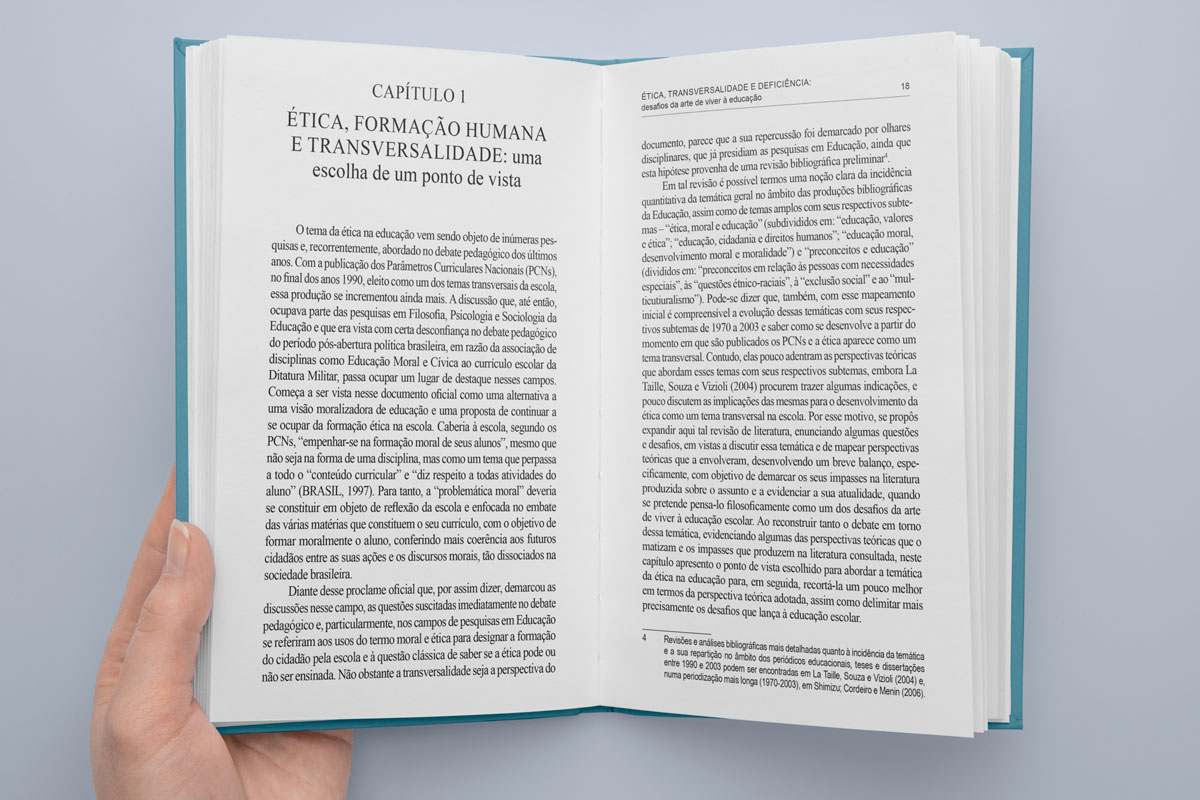 CAPÍTULO 1
ÉTICA, FORMAÇÃO HUMANA
E TRANSVERSALIDADE: uma
escolha de um ponto de vista
O tema da ética na educação vem sendo objeto de inúmeras pes-
quisas e, recorrentemente, abordado no debate pedagógico dos últimos
anos. Com a publicação dos Parâmetros Curriculares Nacionais (PCNs),
no final dos anos 1990, eleito como um dos temas transversais da escola,
essa produção se incrementou ainda mais. A discussão que, até então,
ocupava parte das pesquisas em Filosofia, Psicologia e Sociologia da
Educação e que era vista com certa desconfiança no debate pedagógico
do período pós-abertura política brasileira, em razão da associação de
disciplinas como Educação Moral e Cívica ao currículo escolar da
Ditatura Militar, passa ocupar um lugar de destaque nesses campos.
Começa a ser vista nesse documento oficial como uma alternativa a
uma visão moralizadora de educação e uma proposta de continuar a
se ocupar da formação ética na escola. Caberia à escola, segundo os
PCNs, “empenhar-se na formação moral de seus alunos”, mesmo que
não seja na forma de uma disciplina, mas como um tema que perpassa
a todo o “conteúdo curricular” e “diz respeito a todas atividades do
aluno” (BRASIL, 1997). Para tanto, a “problemática moral” deveria
se constituir em objeto de reflexão da escola e enfocada no embate
das várias matérias que constituem o seu currículo, com o objetivo de
formar moralmente o aluno, conferindo mais coerência aos futuros
cidadãos entre as suas ações e os discursos morais, tão dissociados na
sociedade brasileira.
Diante desse proclame oficial que, por assim dizer, demarcou as
discussões nesse campo, as questões suscitadas imediatamente no debate
pedagógico e, particularmente, nos campos de pesquisas em Educação
se referiram aos usos do termo moral e ética para designar a formação
do cidadão pela escola e à questão clássica de saber se a ética pode ou
não ser ensinada. Não obstante a transversalidade seja a perspectiva do
ÉTICA, TRANSVERSALIDADE E DEFICIÊNCIA:
desafios da arte de viver à educação
18
documento, parece que a sua repercussão foi demarcado por olhares
disciplinares, que já presidiam as pesquisas em Educação, ainda que
esta hipótese provenha de uma revisão bibliográfica preliminar⁴.
Em tal revisão é possível termos uma noção clara da incidência
quantitativa da temática geral no âmbito das produções bibliográficas
da Educação, assim como de temas amplos com seus respectivos subte-
mas – “ética, moral e educação” (subdivididos em: “educação, valores
e ética”; “educação, cidadania e direitos humanos”; “educação moral,
desenvolvimento moral e moralidade”) e “preconceitos e educação”
(divididos em: “preconceitos em relação às pessoas com necessidades
especiais”, às “questões étnico-raciais”, à “exclusão social” e ao “mul-
ticutiuralismo”). Pode-se dizer que, também, com esse mapeamento
inicial é compreensível a evolução dessas temáticas com seus respec-
tivos subtemas de 1970 a 2003 e saber como se desenvolve a partir do
momento em que são publicados os PCNs e a ética aparece como um
tema transversal. Contudo, elas pouco adentram as perspectivas teóricas
que abordam esses temas com seus respectivos subtemas, embora La
Taille, Souza e Vizioli (2004) procurem trazer algumas indicações, e
pouco discutem as implicações das mesmas para o desenvolvimento da
ética como um tema transversal na escola. Por esse motivo, se propôs
expandir aqui tal revisão de literatura, enunciando algumas questões
e desafios, em vistas a discutir essa temática e de mapear perspectivas
teóricas que a envolveram, desenvolvendo um breve balanço, espe-
cificamente, com objetivo de demarcar os seus impasses na literatura
produzida sobre o assunto e a evidenciar a sua atualidade, quando
se pretende pensa-lo filosoficamente como um dos desafios da arte
de viver à educação escolar. Ao reconstruir tanto o debate em torno
dessa temática, evidenciando algumas das perspectivas teóricas que o
matizam e os impasses que produzem na literatura consultada, neste
capítulo apresento o ponto de vista escolhido para abordar a temática
da ética na educação para, em seguida, recortá-la um pouco melhor
em termos da perspectiva teórica adotada, assim como delimitar mais
precisamente os desafios que lança à educação escolar.
4 Revisões e análises bibliográficas mais detalhadas quanto à incidência da temática
e a sua repartição no âmbito dos periódicos educacionais, teses e dissertações
entre 1990 e 2003 podem ser encontradas em La Taille, Souza e Vizioli (2004) e,
numa periodização mais longa (1970-2003), em Shimizu; Cordeiro e Menin (2006).